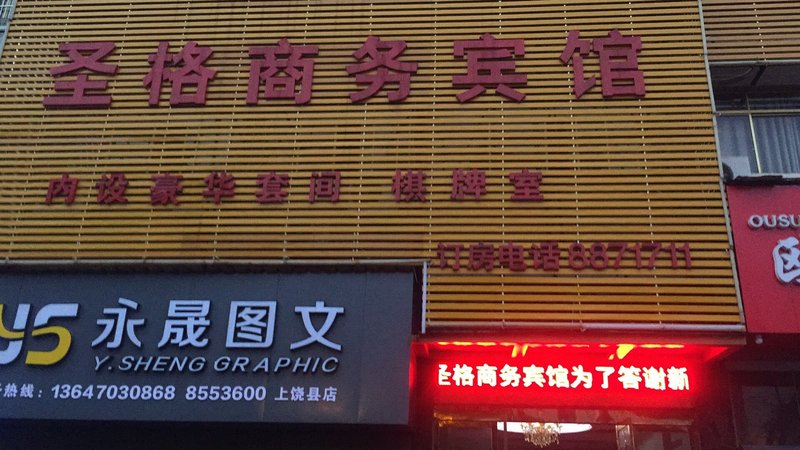 圣格商务宾馆
内设豪华套间 棋牌室
订房电话8871711
OUSU
YS 永晟图文
Y.SHENG GRAPHIC
热线：13647030868 8553600 上饶县店
圣格商务宾馆为了答谢新